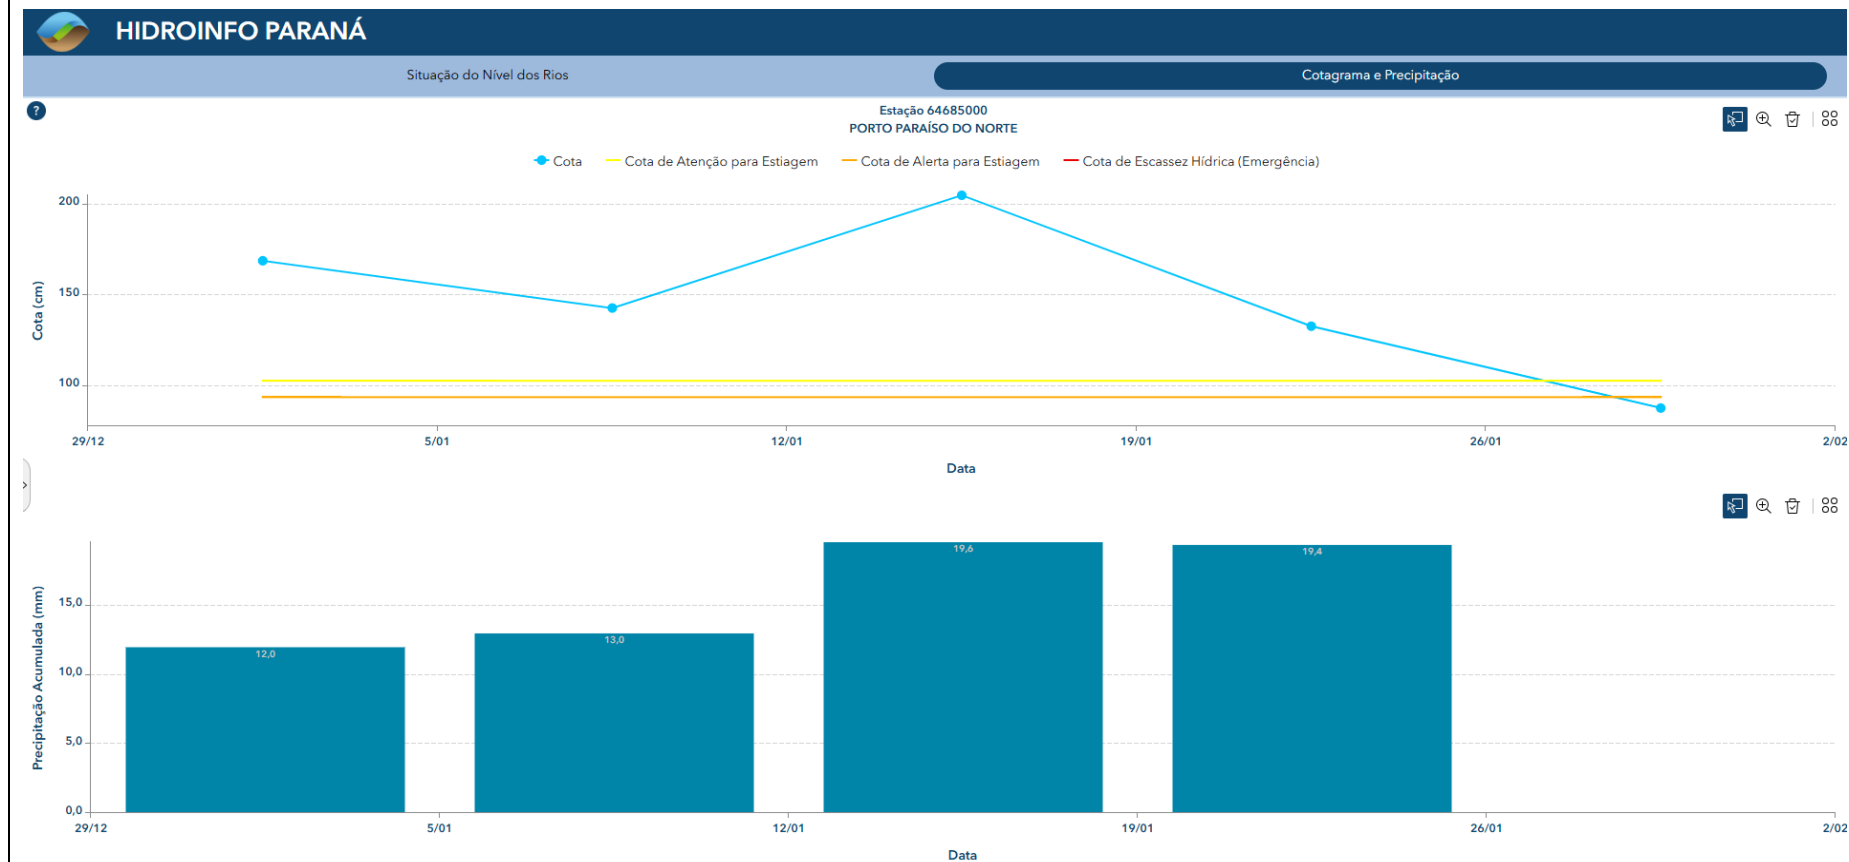 HIDROINFO PARANÁ
Situação do Nível dos Rios
Cotagrama e Precipitação
?
Estação 64685000
PORTO PARAÍSO DO NORTE
Cota
Cota de Atenção para Estiagem
Cota de Alerta para Estiagem
Cota de Escassez Hídrica (Emergência)
Cota (cm)
200
150
100
29/12
5/01
12/01
19/01
26/01
2/02
Data
Precipitação Acumulada (mm)
15,0
10,0
5,0
0,0
12,0
13,0
19,6
19,4
29/12
5/01
12/01
19/01
26/01
2/02
Data